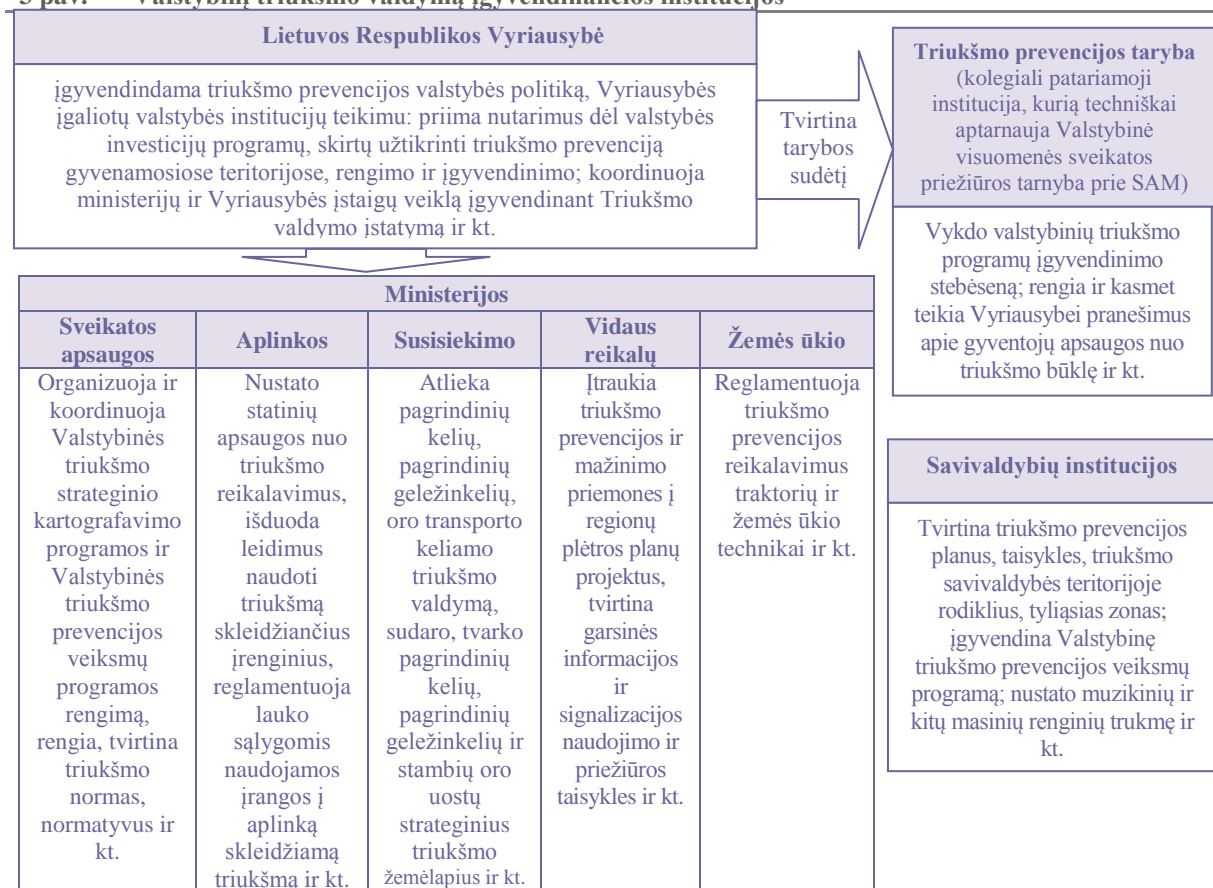 3 pav. Valstybinį triukšmo valdymą įgyvendinančios institucijos
Lietuvos Respublikos Vyriausybė
įgyvendindama triukšmo prevencijos valstybės politiką, Vyriausybės
įgaliotų valstybės institucijų teikimu: priima nutarimus dėl valstybės
investicijų programų, skirtų užtikrinti triukšmo prevenciją
gyvenamosiose teritorijose, rengimo ir įgyvendinimo; koordinuoja
ministerijų ir Vyriausybės įstaigų veiklą įgyvendinant Triukšmo
valdymo įstatymą ir kt.
Tvirtina
tarybos
sudėtį
Triukšmo prevencijos taryba
(kolegiali patariamoji
institucija, kurią techniškai
aptarnauja Valstybinė
visuomenės sveikatos
priežiūros tarnyba prie SAM)
Vykdo valstybinių triukšmo
programų įgyvendinimo
stebėseną; rengia ir kasmet
teikia Vyriausybei pranešimus
apie gyventojų apsaugos nuo
triukšmo būklę ir kt.
Ministerijos
Sveikatos
apsaugos
Organizuoja ir
koordinuoja
Valstybinės
triukšmo
strateginio
kartografavimo
programos ir
Valstybinės
triukšmo
prevencijos
veiksmų
programos
rengimą,
rengia, tvirtina
triukšmo
normas,
normatyvus ir
kt.
Aplinkos
Nustato
statinių
apsaugos nuo
triukšmo
reikalavimus,
išduoda
leidimus
naudoti
triukšmą
skleidžiančius
įrenginius,
reglamentuoja
lauko
sąlygomis
naudojamos
įrangos į
aplinką
skleidžiamą
triukšmą ir kt.
Susisiekimo
Atlieka
pagrindinių
kelių,
pagrindinių
geležinkelių,
oro transporto
keliamo
triukšmo
valdymą,
sudaro, tvarko
pagrindinių
kelių,
pagrindinių
geležinkelių ir
stambių oro
uostų
strateginius
triukšmo
žemėlapius ir kt.
Vidaus
reikalų
Įtraukia
triukšmo
prevencijos ir
mažinimo
priemones į
regionų
plėtros planų
projektus,
tvirtina
garsinės
informacijos
ir
signalizacijos
naudojimo ir
priežiūros
taisykles ir kt.
Žemės ūkio
Reglamentuoja
triukšmo
prevencijos
reikalavimus
traktorių ir
žemės ūkio
technikai ir kt.
Savivaldybių institucijos
Tvirtina triukšmo prevencijos
planus, taisykles, triukšmo
savivaldybės teritorijoje
rodiklius, tyliąsias zonas;
įgyvendina Valstybinę
triukšmo prevencijos veiksmų
programą; nustato muzikinių ir
kitų masinių renginių trukmę ir
kt.